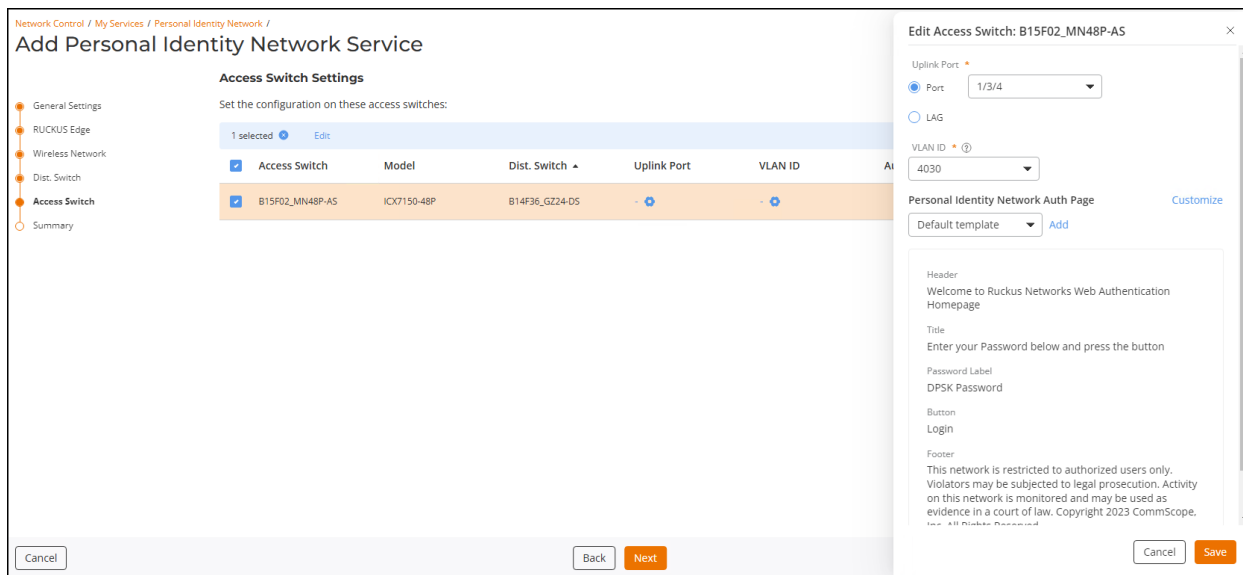 Network Control / My Services / Personal Identity Network /
Add Personal Identity Network Service
General Settings
RUCKUS Edge
Wireless Network
Dist. Switch
Access Switch
Summary
Access Switch Settings
Set the configuration on these access switches:
1 selected Edit
Access Switch Model Dist. Switch Uplink Port VLAN ID
B15F02_MN48P-AS ICX7150-48P B14F36_GZ24-DS - -
Cancel Back Next
Edit Access Switch: B15F02_MN48P-AS
Uplink Port *
Port 1/3/4
LAG
VLAN ID *
4030
Personal Identity Network Auth Page Customize
Default template Add
Header
Welcome to Ruckus Networks Web Authentication
Homepage
Title
Enter your Password below and press the button
Password Label
DPSK Password
Button
Login
Footer
This network is restricted to authorized users only.
Violators may be subjected to legal prosecution. Activity
on this network is monitored and may be used as
evidence in a court of law. Copyright 2023 CommScope,
Inc. All Rights Reserved
Cancel Save